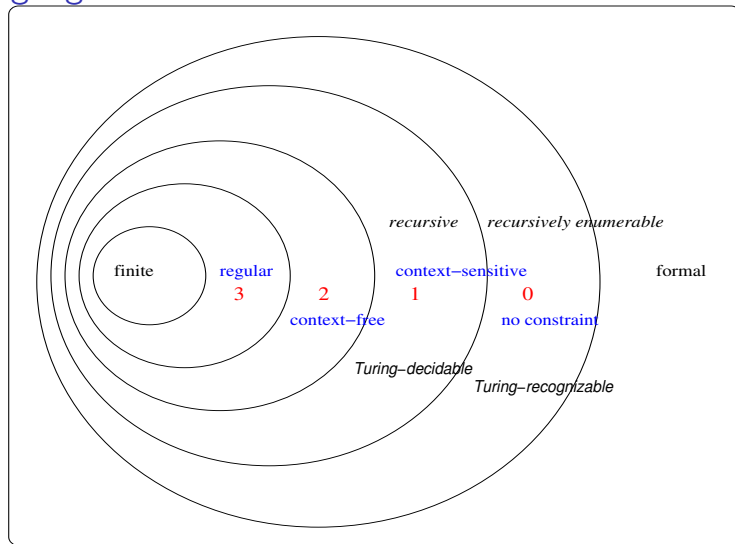 recursive recursively enumerable
finite regular context−sensitive formal
3 2 1 0
context−free no constraint
Turing−decidable
Turing−recognizable